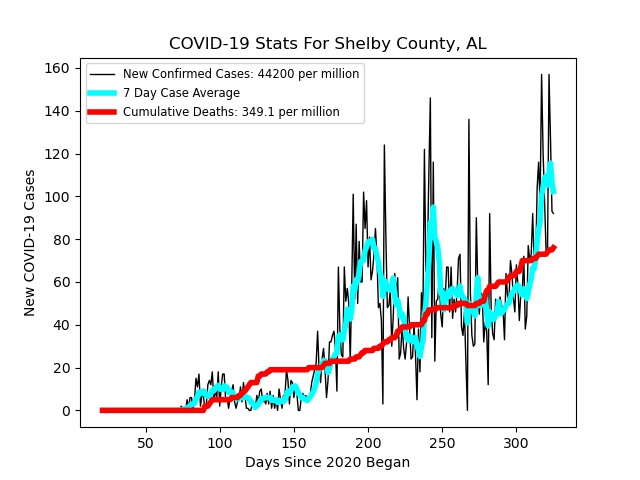 COVID-19 Stats For Shelby County, AL
New Confirmed Cases: 44200 per million
7 Day Case Average
Cumulative Deaths: 349.1 per million
New COVID-19 Cases
160
140
120
100
80
60
40
20
0
50 100 150 200 250 300
Days Since 2020 Began